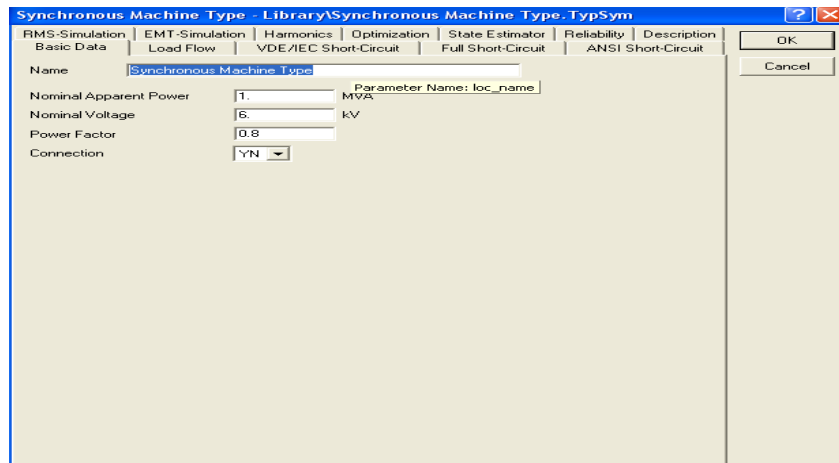 Synchronous Machine Type - Library\Synchronous Machine Type.TypSym
RMS-Simulation EMT-Simulation Harmonics Optimization State Estimator Reliability Description
Basic Data Load Flow VDE/IEC Short-Circuit Full Short-Circuit ANSI Short-Circuit
OK
Cancel
Name Synchronous Machine Type
Parameter Name: loc_name
Nominal Apparent Power 1. MVA
Nominal Voltage 6. kV
Power Factor 0.8
Connection YN